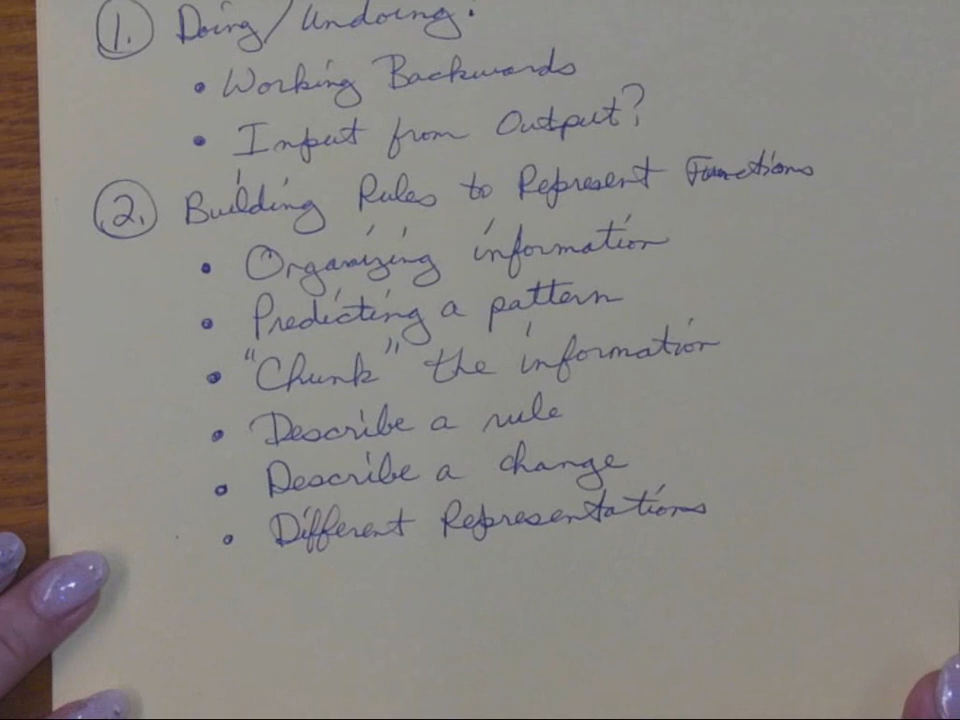 1. Doing/Undoing:
• Working Backwards
• Input from Output?
2. Building Rules to Represent Functions
• Organizing information
• Predicting a pattern
• "Chunk" the information
• Describe a rule
• Describe a change
• Different Representations